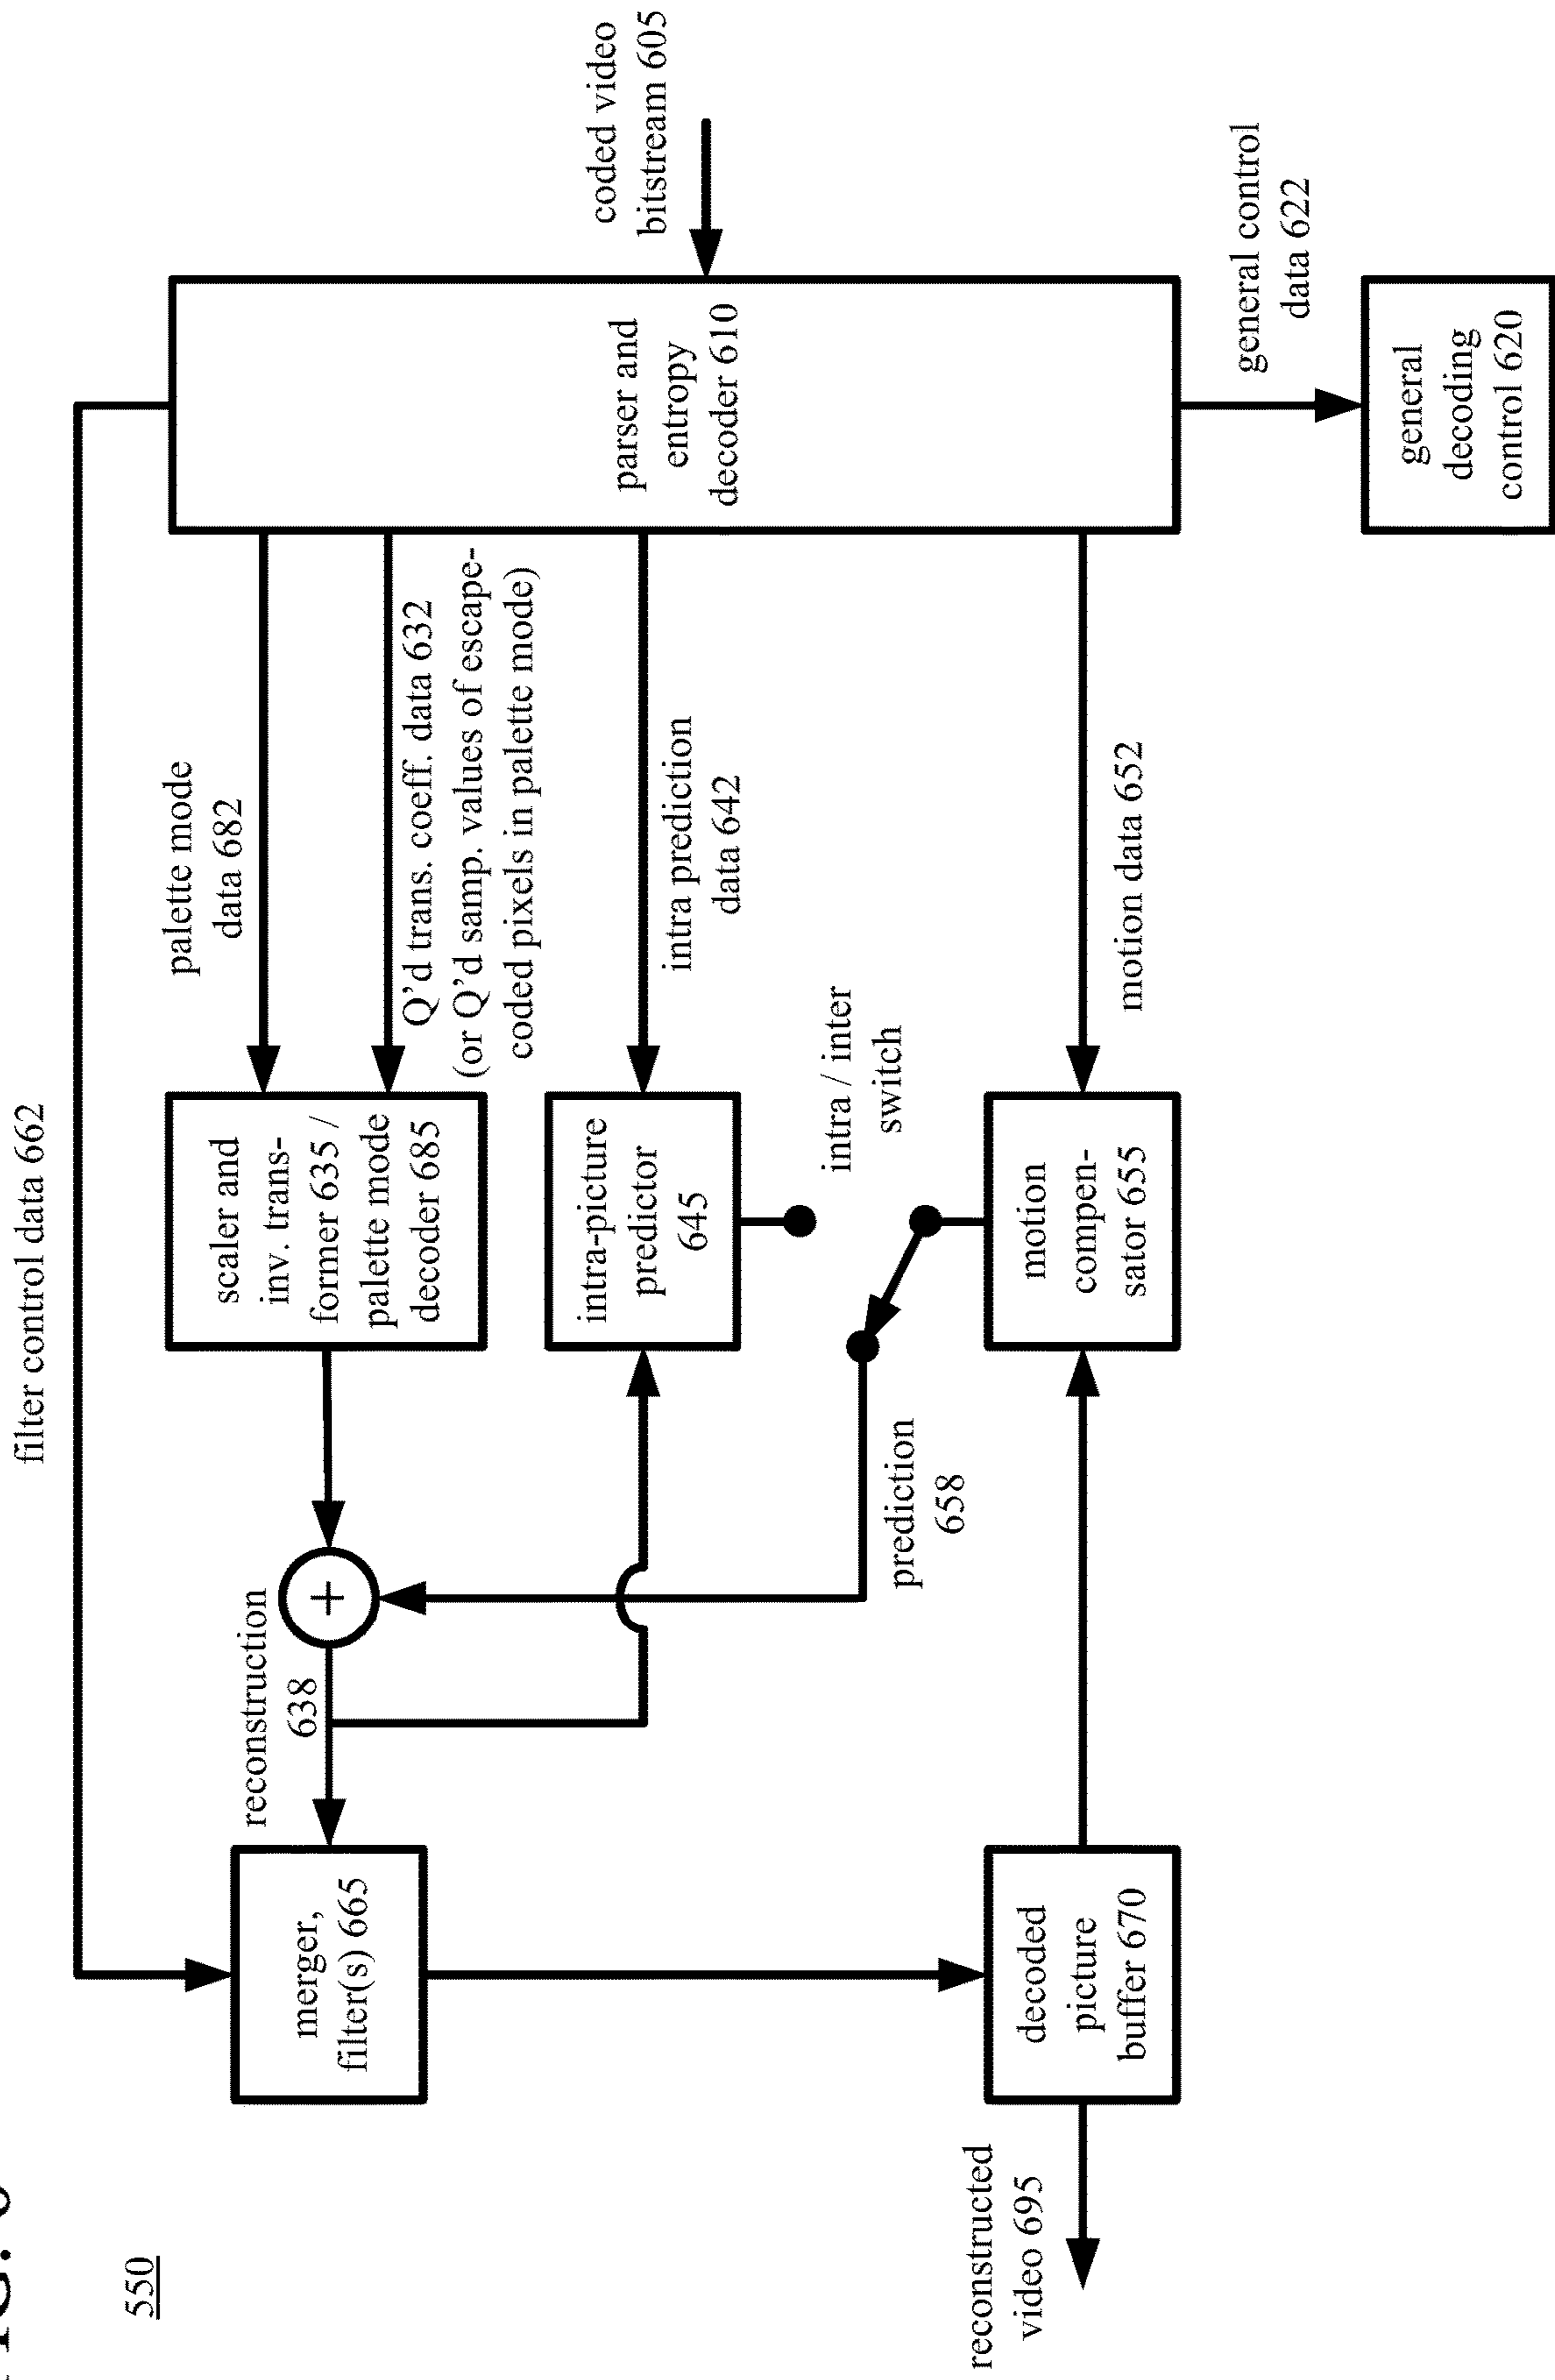 550
filter control data 662
coded video
bitstream 605
parser and
entropy
decoder 610
general control
data 622
general
decoding
control 620
palette mode
data 682
Q’d trans. coeff. data 632
(or Q’d samp. values of escape-
coded pixels in palette mode)
intra prediction
data 642
motion data 652
scaler and
inv. trans-
former 635 /
palette mode
decoder 685
intra-picture
predictor
645
intra / inter
switch
motion
compen-
sator 655
prediction
658
+
reconstruction
638
merger,
filter(s) 665
decoded
picture
buffer 670
reconstructed
video 695